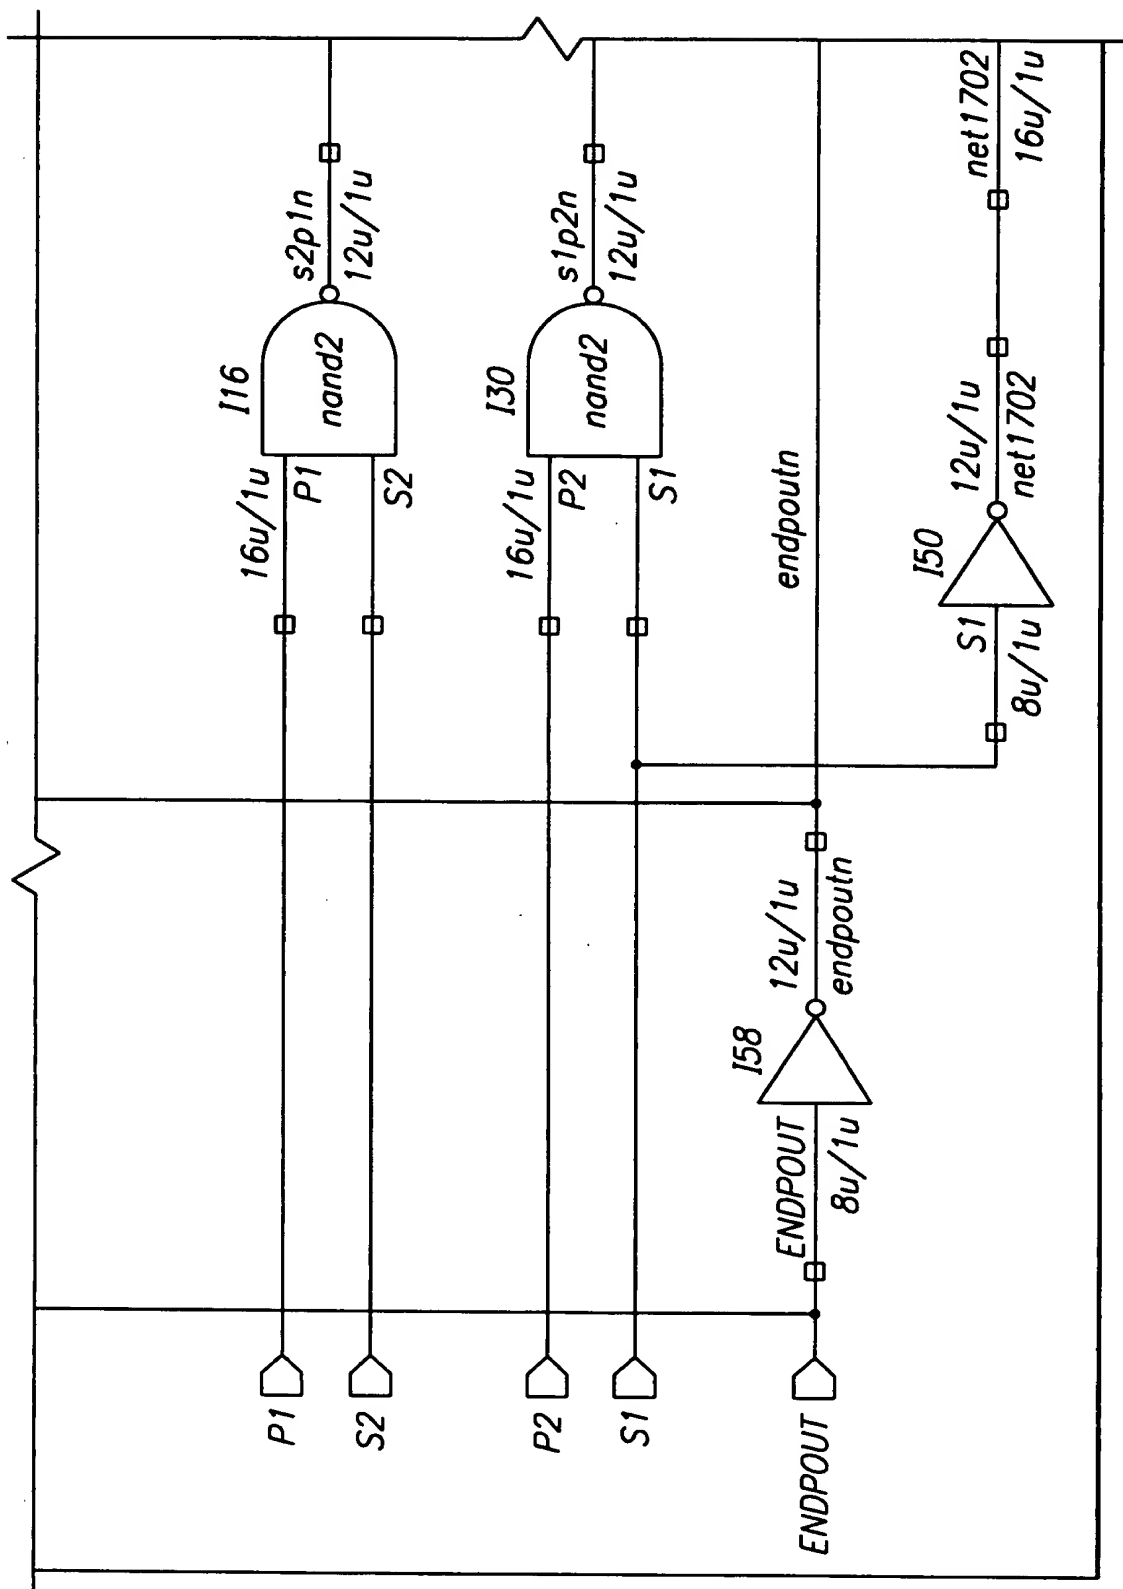 P1
16u/1u
P1
I16
nand2
s2p1n
12u/1u
S2
S2
P2
16u/1u
P2
I30
nand2
s1p2n
12u/1u
S1
S1
ENDPOUT
ENDPOUT
8u/1u
I58
12u/1u
endpoutn
endpoutn
S1
8u/1u
I50
12u/1u
net1702
net1702
16u/1u